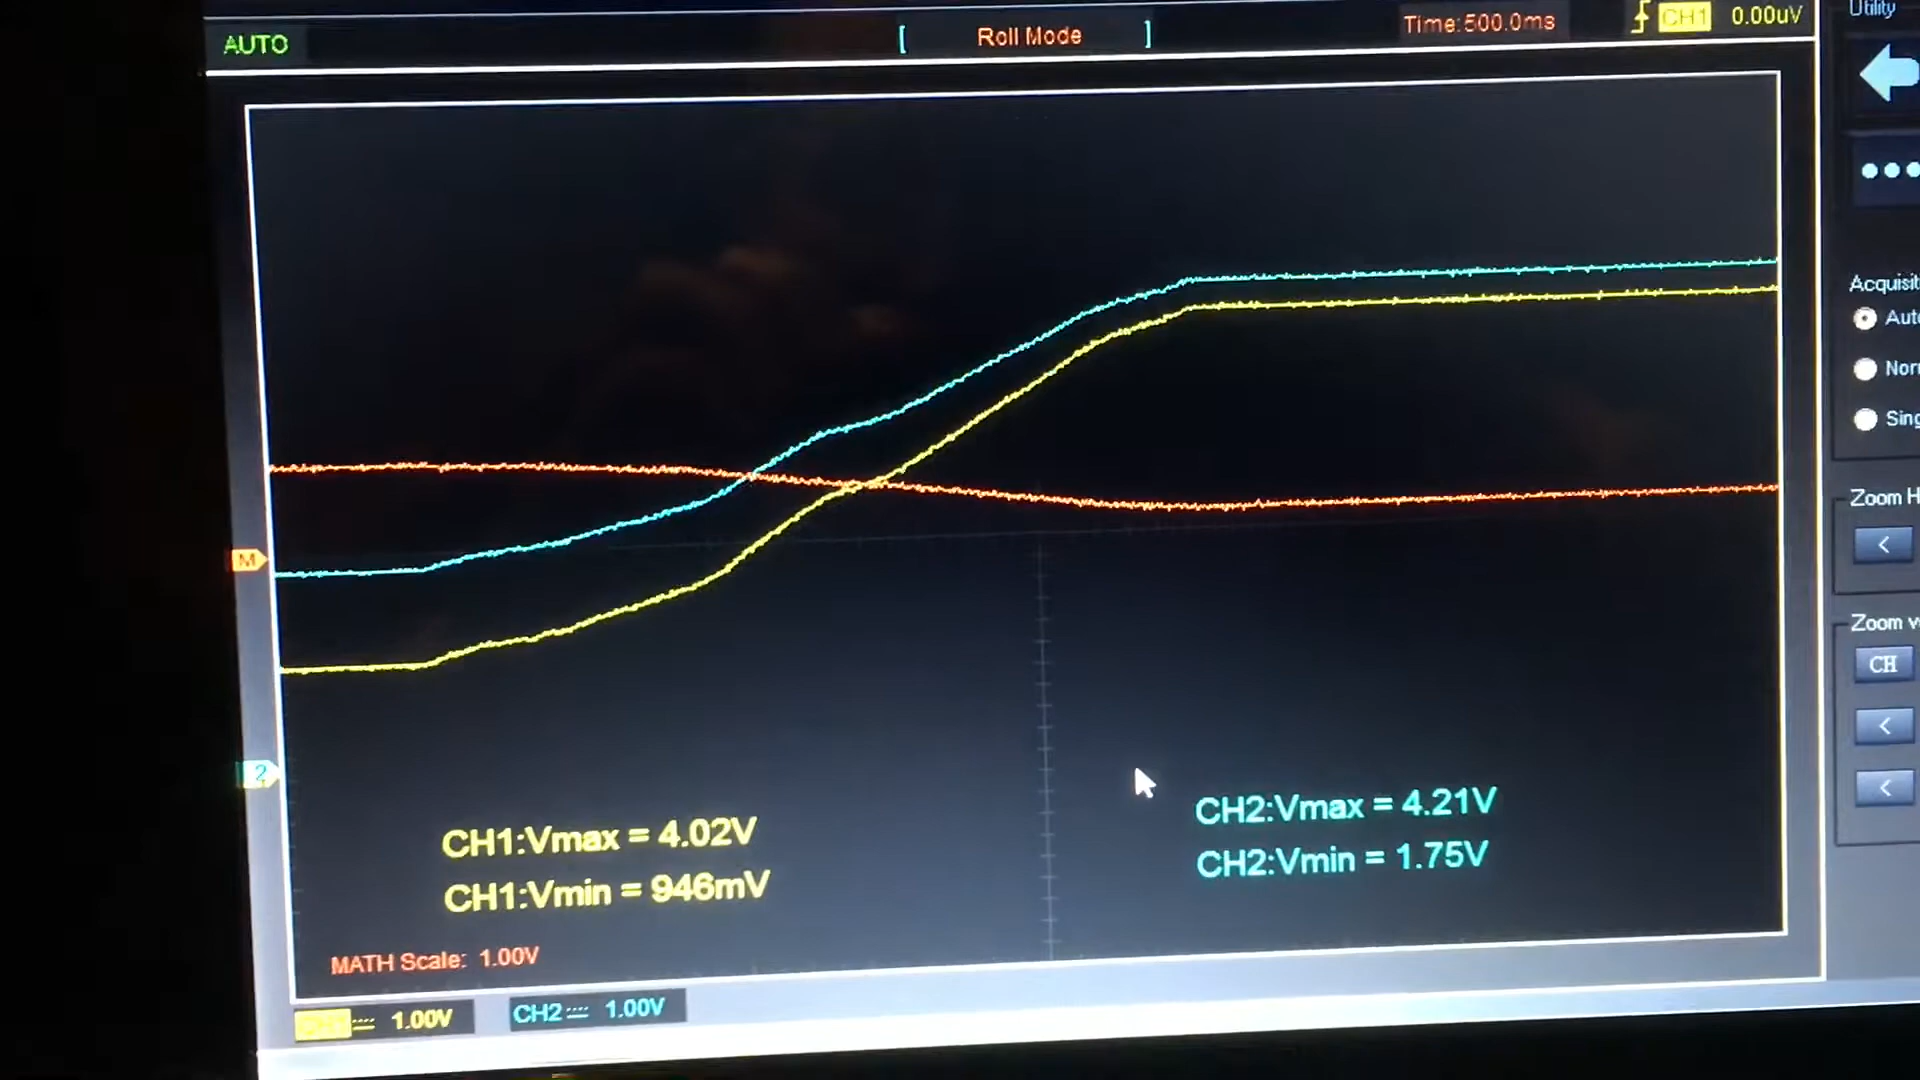 AUTO
[ Roll Mode ]
Time:500.0ms
CH1 0.00uV
Utility
M
2
CH1:Vmax = 4.02V
CH1:Vmin = 946mV
CH2:Vmax = 4.21V
CH2:Vmin = 1.75V
MATH Scale: 1.00V
1.00V
CH2 1.00V
Acquisit
Auto
Nor
Sing
Zoom H
<
Zoom v
CH
<
<